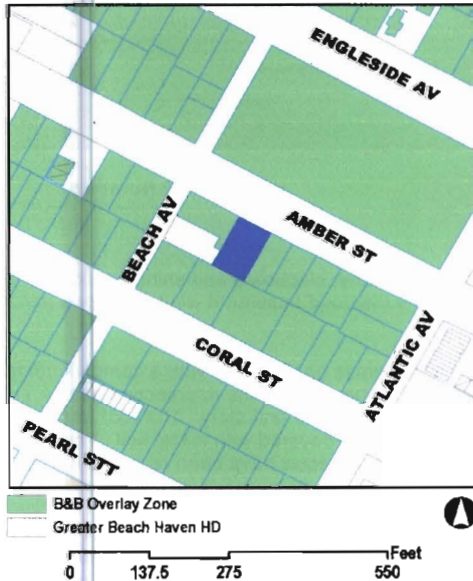 ENGLESIDE AV
AMBER ST
BEACH AV
CORAL ST
ATLANTIC AV
PEARL STT
B&B Overlay Zone
Greater Beach Haven HD
Feet
0 137.5 275 550